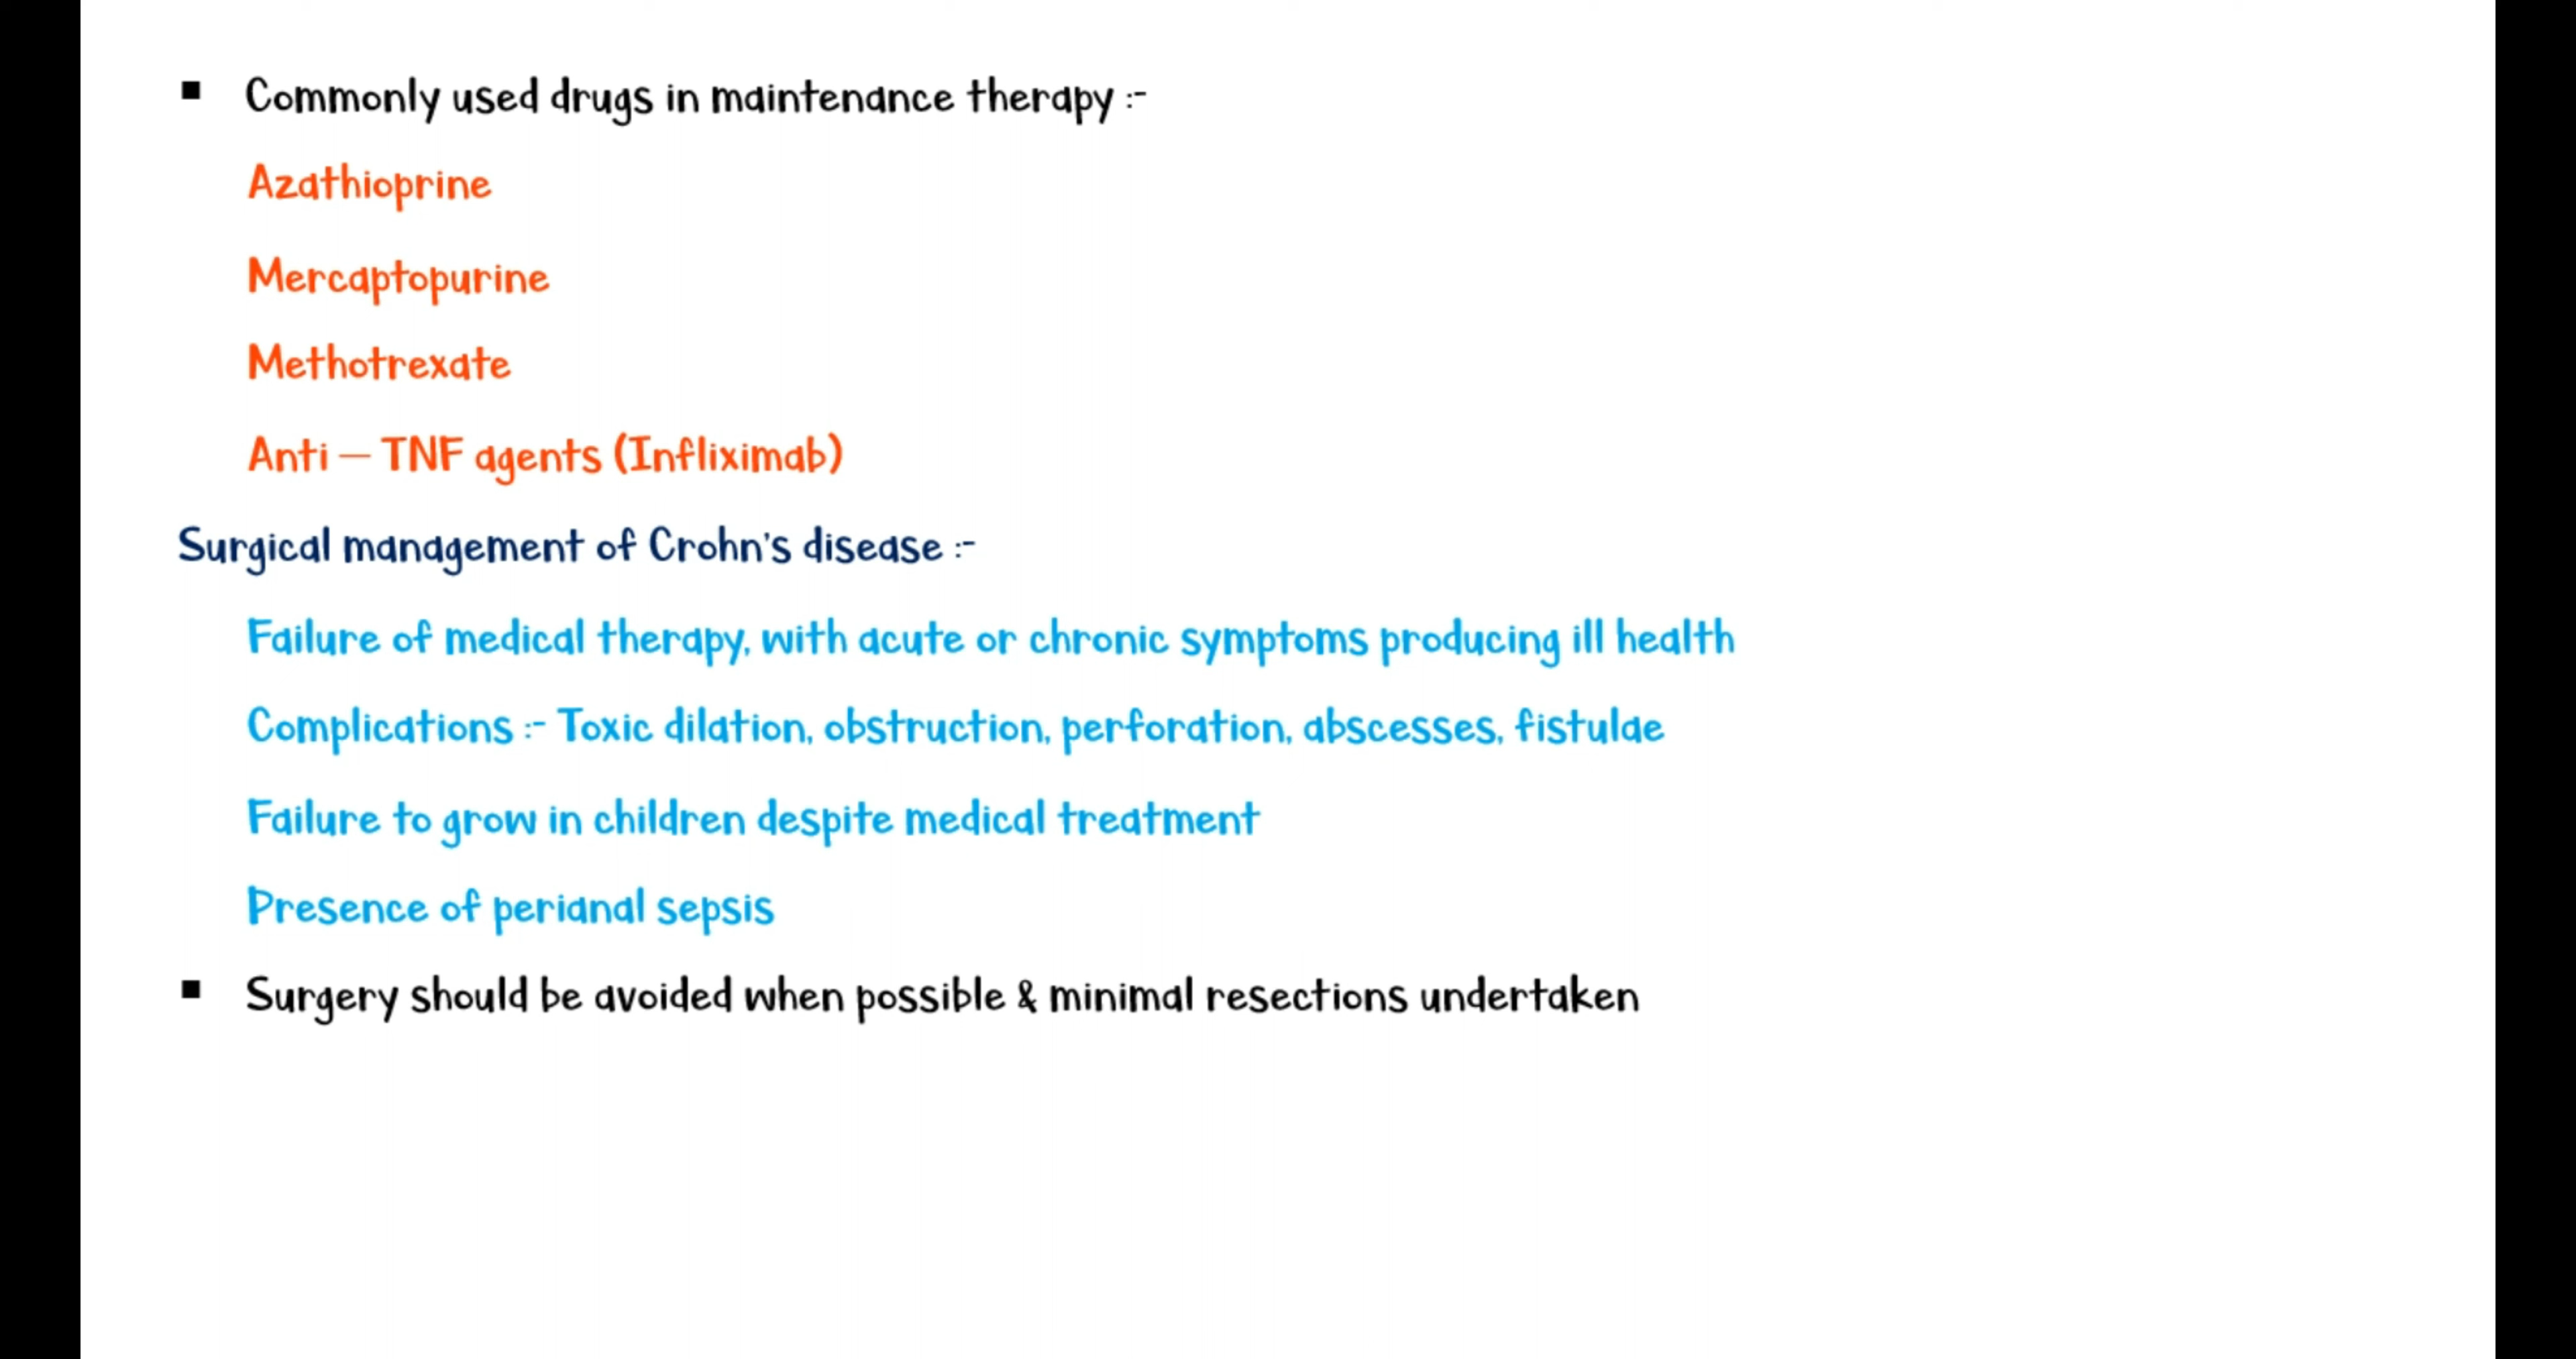 ▪ Commonly used drugs in maintenance therapy :-
Azathioprine
Mercaptopurine
Methotrexate
Anti – TNF agents (Infliximab)
Surgical management of Crohn's disease :-
Failure of medical therapy, with acute or chronic symptoms producing ill health
Complications :- Toxic dilation, obstruction, perforation, abscesses, fistulae
Failure to grow in children despite medical treatment
Presence of perianal sepsis
▪ Surgery should be avoided when possible & minimal resections undertaken